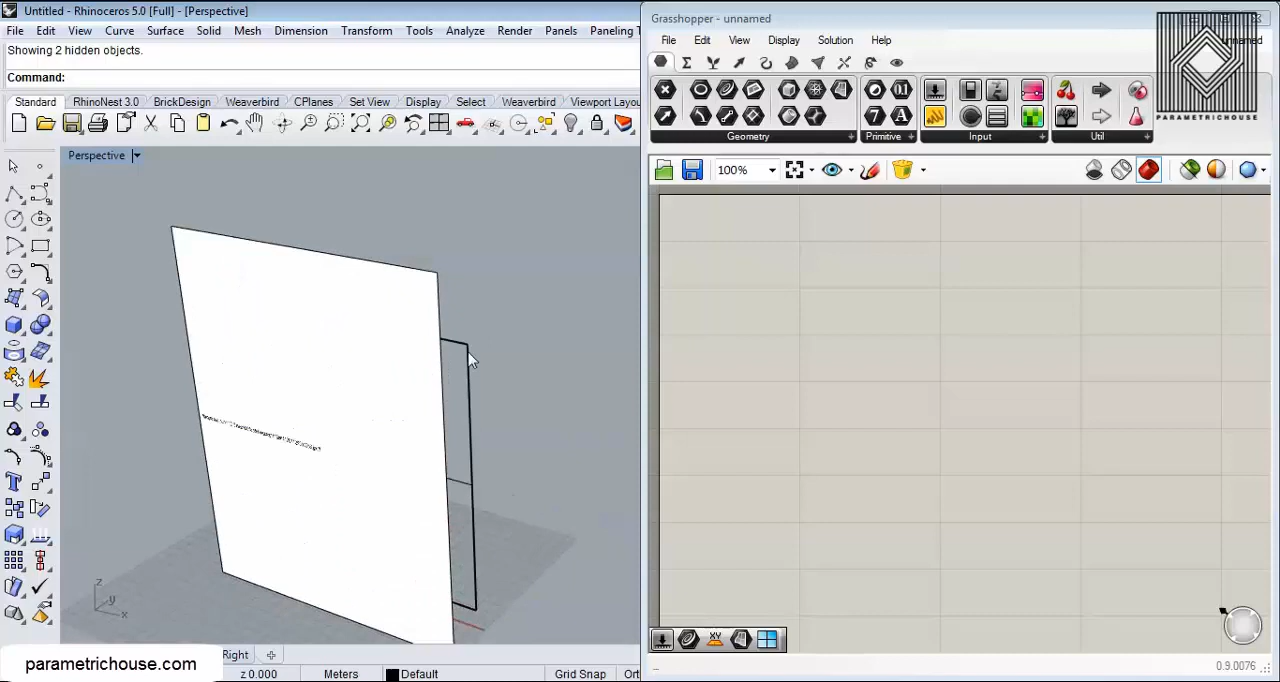 Untitled - Rhinoceros 5.0 [Full] - [Perspective]
File Edit View Curve Surface Solid Mesh Dimension Transform Tools Analyze Render Panels Paneling
Showing 2 hidden objects.
Command:
Standard RhinoNest 3.0 BrickDesign Weaverbird CPlanes Set View Display Select Weaverbird Viewport Layou
Perspective
z
y
x
Right
parametrichouse.com
z 0.000 Meters Default Grid Snap Ort
Grasshopper - unnamed
File Edit View Display Solution Help
unnamed
PARAMETRICHOUSE
Geometry Primitive Input Util
100%
XY
0.9.0076